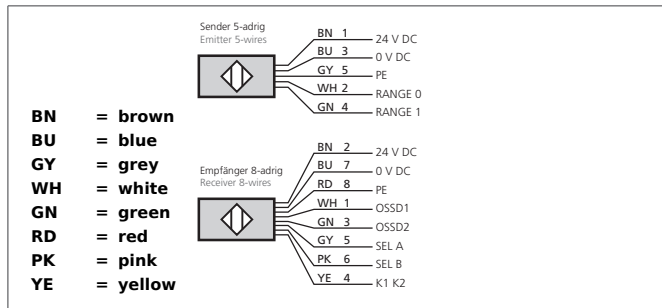 Sender 5-adrig
Emitter 5-wires
BN 1 24 V DC
BU 3 0 V DC
GY 5 PE
WH 2 RANGE 0
GN 4 RANGE 1
BN = brown
BU = blue
GY = grey
WH = white
GN = green
RD = red
PK = pink
YE = yellow
Empfänger 8-adrig
Receiver 8-wires
BN 2 24 V DC
BU 7 0 V DC
RD 8 PE
WH 1 OSSD1
GN 3 OSSD2
GY 5 SEL A
PK 6 SEL B
YE 4 K1 K2